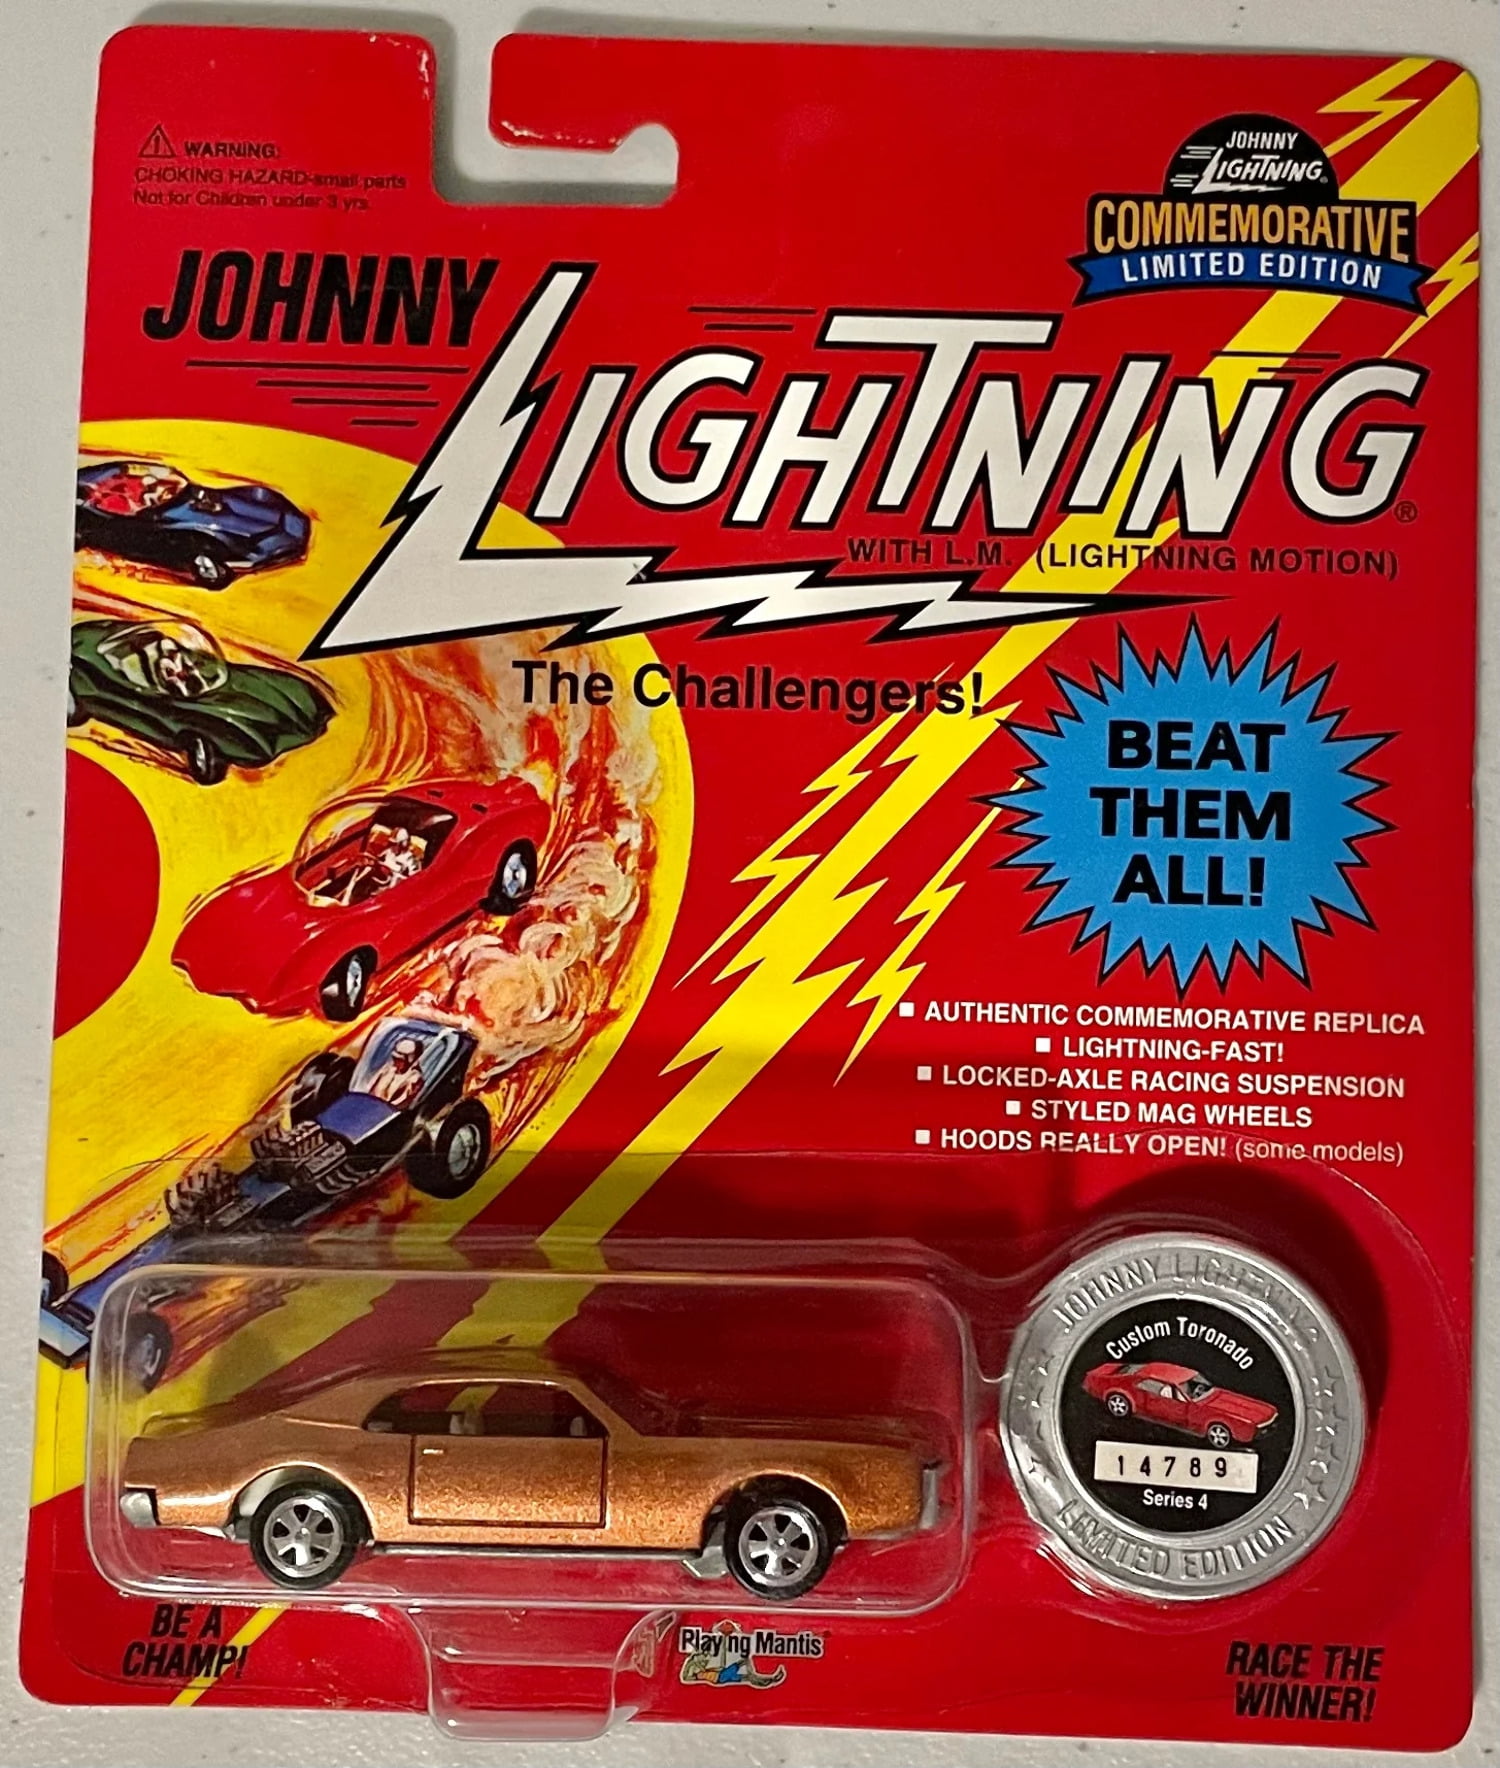 WARNING:
CHOKING HAZARD-small parts
Not for Children under 3 yrs.
JOHNNY
LIGHTNING®
COMMEMORATIVE
LIMITED EDITION
JOHNNY
LIGHTNING®
WITH L.M. (LIGHTNING MOTION)
The Challengers!
BEAT
THEM
ALL!
■ AUTHENTIC COMMEMORATIVE REPLICA
■ LIGHTNING-FAST!
■ LOCKED-AXLE RACING SUSPENSION
■ STYLED MAG WHEELS
■ HOODS REALLY OPEN! (some models)
JOHNNY LIGHTNING
Custom Toronado
14789
Series 4
LIMITED EDITION
BE A
CHAMP!
Playing Mantis
RACE THE
WINNER!